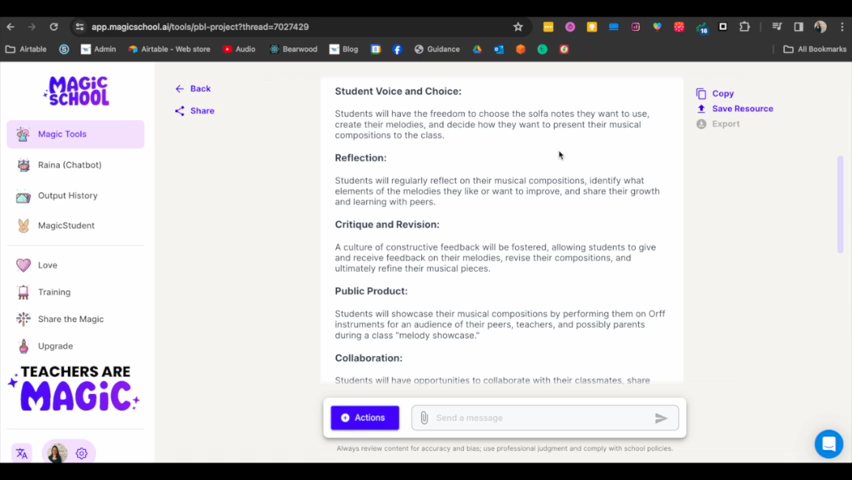 app.magicschool.ai/tools/pbl-project?thread=7027429
Airtable
Admin
Airtable - Web store
Audio
Bearwood
Blog
Guidance
All Bookmarks
MAGIC
SCHOOL
Magic Tools
Raina (Chatbot)
Output History
MagicStudent
Love
Training
Share the Magic
Upgrade
TEACHERS ARE
MAGIC
Back
Share
Student Voice and Choice:
Students will have the freedom to choose the solfa notes they want to use,
create their melodies, and decide how they want to present their musical
compositions to the class.
Reflection:
Students will regularly reflect on their musical compositions, identify what
elements of the melodies they like or want to improve, and share their growth
and learning with peers.
Critique and Revision:
A culture of constructive feedback will be fostered, allowing students to give
and receive feedback on their melodies, revise their compositions, and
ultimately refine their musical pieces.
Public Product:
Students will showcase their musical compositions by performing them on Orff
instruments for an audience of their peers, teachers, and possibly parents
during a class "melody showcase."
Collaboration:
Students will have opportunities to collaborate with their classmates, share
Actions
Send a message
Always review content for accuracy and bias; use professional judgment and comply with school policies.
Copy
Save Resource
Export